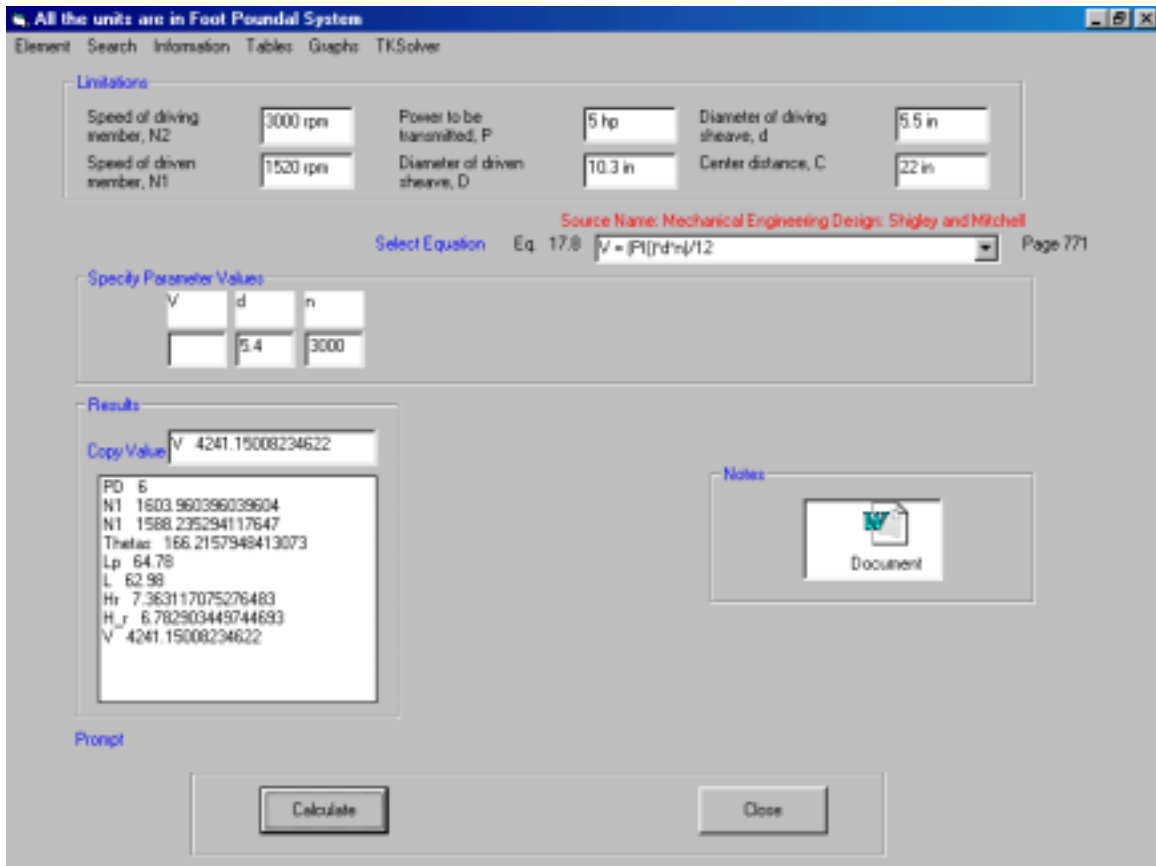 All the units are in Foot Poundal System
Element Search Information Tables Graphs TKSolver
Limitations
Speed of driving member, N2
3000 rpm
Power to be transmitted, P
5 hp
Diameter of driving sheave, d
5.5 in
Speed of driven member, N1
1520 rpm
Diameter of driven sheave, D
10.3 in
Center distance, C
22 in
Source Name: Mechanical Engineering Design: Shigley and Mitchell
Select Equation Eq. 17.8 V = (PI()*d*n)/12 Page 771
Specify Parameter Values
V d n
5.4 3000
Results
Copy Value V 4241.15008234622
PD 6
N1 1603.960396039604
N1 1588.235294117647
Thetas 166.2157948413073
Lp 64.78
L 62.98
Hr 7.363117075276483
H_r 6.782903449744693
V 4241.15008234622
Notes
W
Document
Prompt
Calculate Close